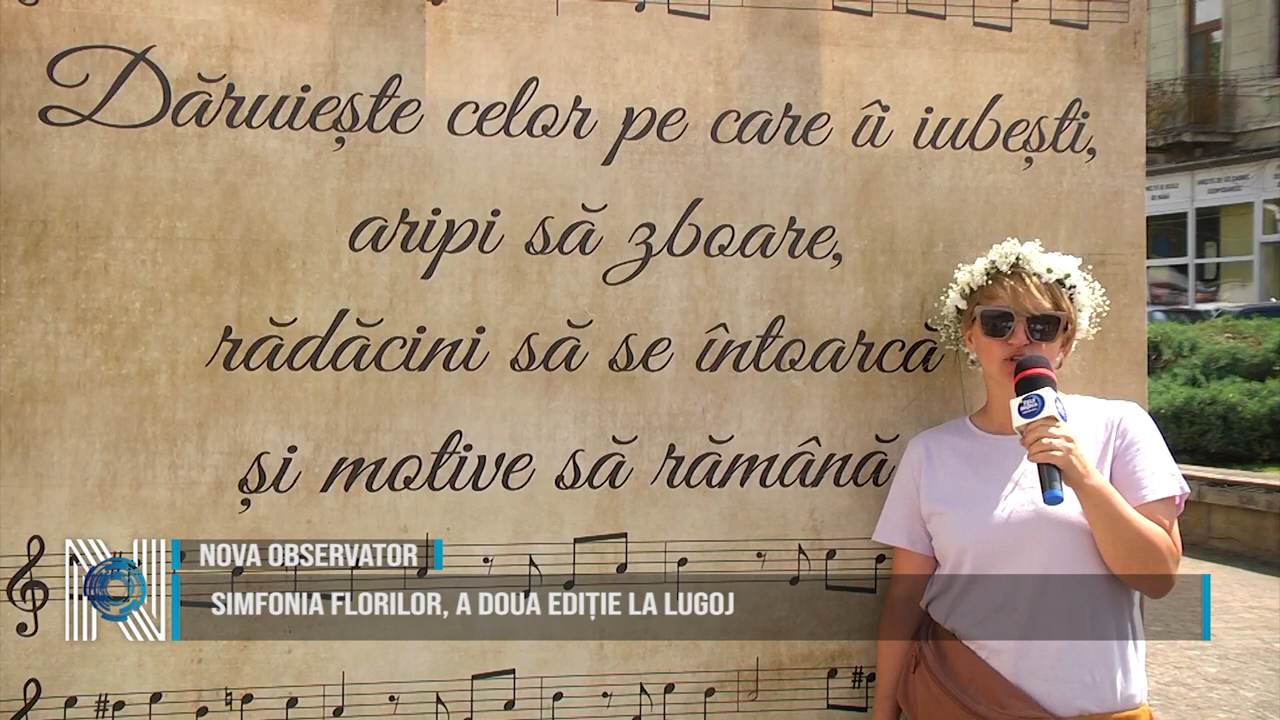 Dăruiește celor pe care îi iubești,
aripi să zboare,
rădăcini să se întoarcă
și motive să rămână
NOVA OBSERVATOR
SIMFONIA FLORILOR, A DOUA EDIȚIE LA LUGOJ